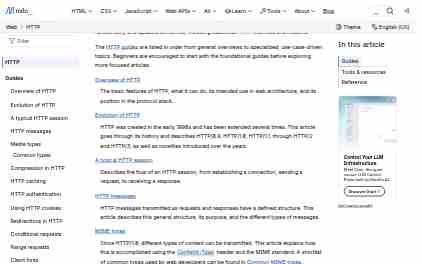 mdn_
HTML
CSS
JavaScript
Web APIs
All
Learn
Tools
About
Blog
Web > HTTP
Theme
English (US)
Filter
HTTP
Guides
Overview of HTTP
Evolution of HTTP
A typical HTTP session
HTTP messages
Media types
Common types
Compression in HTTP
HTTP caching
HTTP authentication
Using HTTP cookies
Redirections in HTTP
Conditional requests
Range requests
Client hints
The HTTP guides are listed in order from general overviews to specialized, use-case-driven
topics. Beginners are encouraged to start with the foundational guides before exploring
more focused articles.
Overview of HTTP
The basic features of HTTP, what it can do, its intended use in web architecture, and its
position in the protocol stack.
Evolution of HTTP
HTTP was created in the early 1990s and has been extended several times. This article
goes through its history and describes HTTP/0.9, HTTP/1.0, HTTP/1.1, through HTTP/2
and HTTP/3, as well as novelties introduced over the years.
A typical HTTP session
Describes the flow of an HTTP session, from establishing a connection, sending a
request, to receiving a response.
HTTP messages
HTTP messages transmitted as requests and responses have a defined structure. This
article describes this general structure, its purpose, and the different types of messages.
MIME types
Since HTTP/1.0, different types of content can be transmitted. This article explains how
this is accomplished using the Content-Type header and the MIME standard. A shortlist
of common types used by web developers can be found in Common MIME types.
In this article
Guides
Tools & resources
Reference
Control Your LLM
Infrastructure